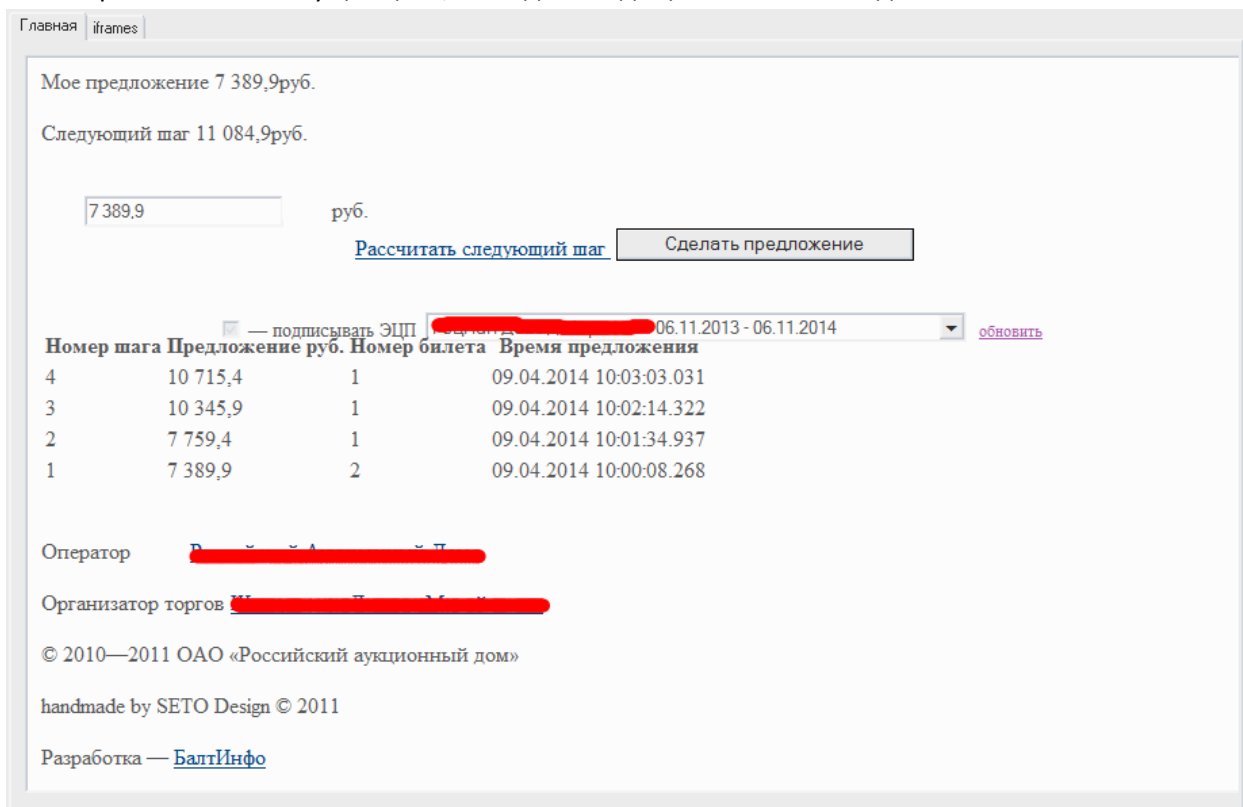 Главная iframes
Мое предложение 7 389,9руб.
Следующий шаг 11 084,9руб.
7 389,9 руб.
Рассчитать следующий шаг Сделать предложение
— подписывать ЭЦП 06.11.2013 - 06.11.2014 обновить
Номер шага Предложение руб. Номер билета Время предложения
4 10 715,4 1 09.04.2014 10:03:03.031
3 10 345,9 1 09.04.2014 10:02:14.322
2 7 759,4 1 09.04.2014 10:01:34.937
1 7 389,9 2 09.04.2014 10:00:08.268
Оператор
Организатор торгов
© 2010—2011 ОАО «Российский аукционный дом»
handmade by SETO Design © 2011
Разработка — БалтИнфо